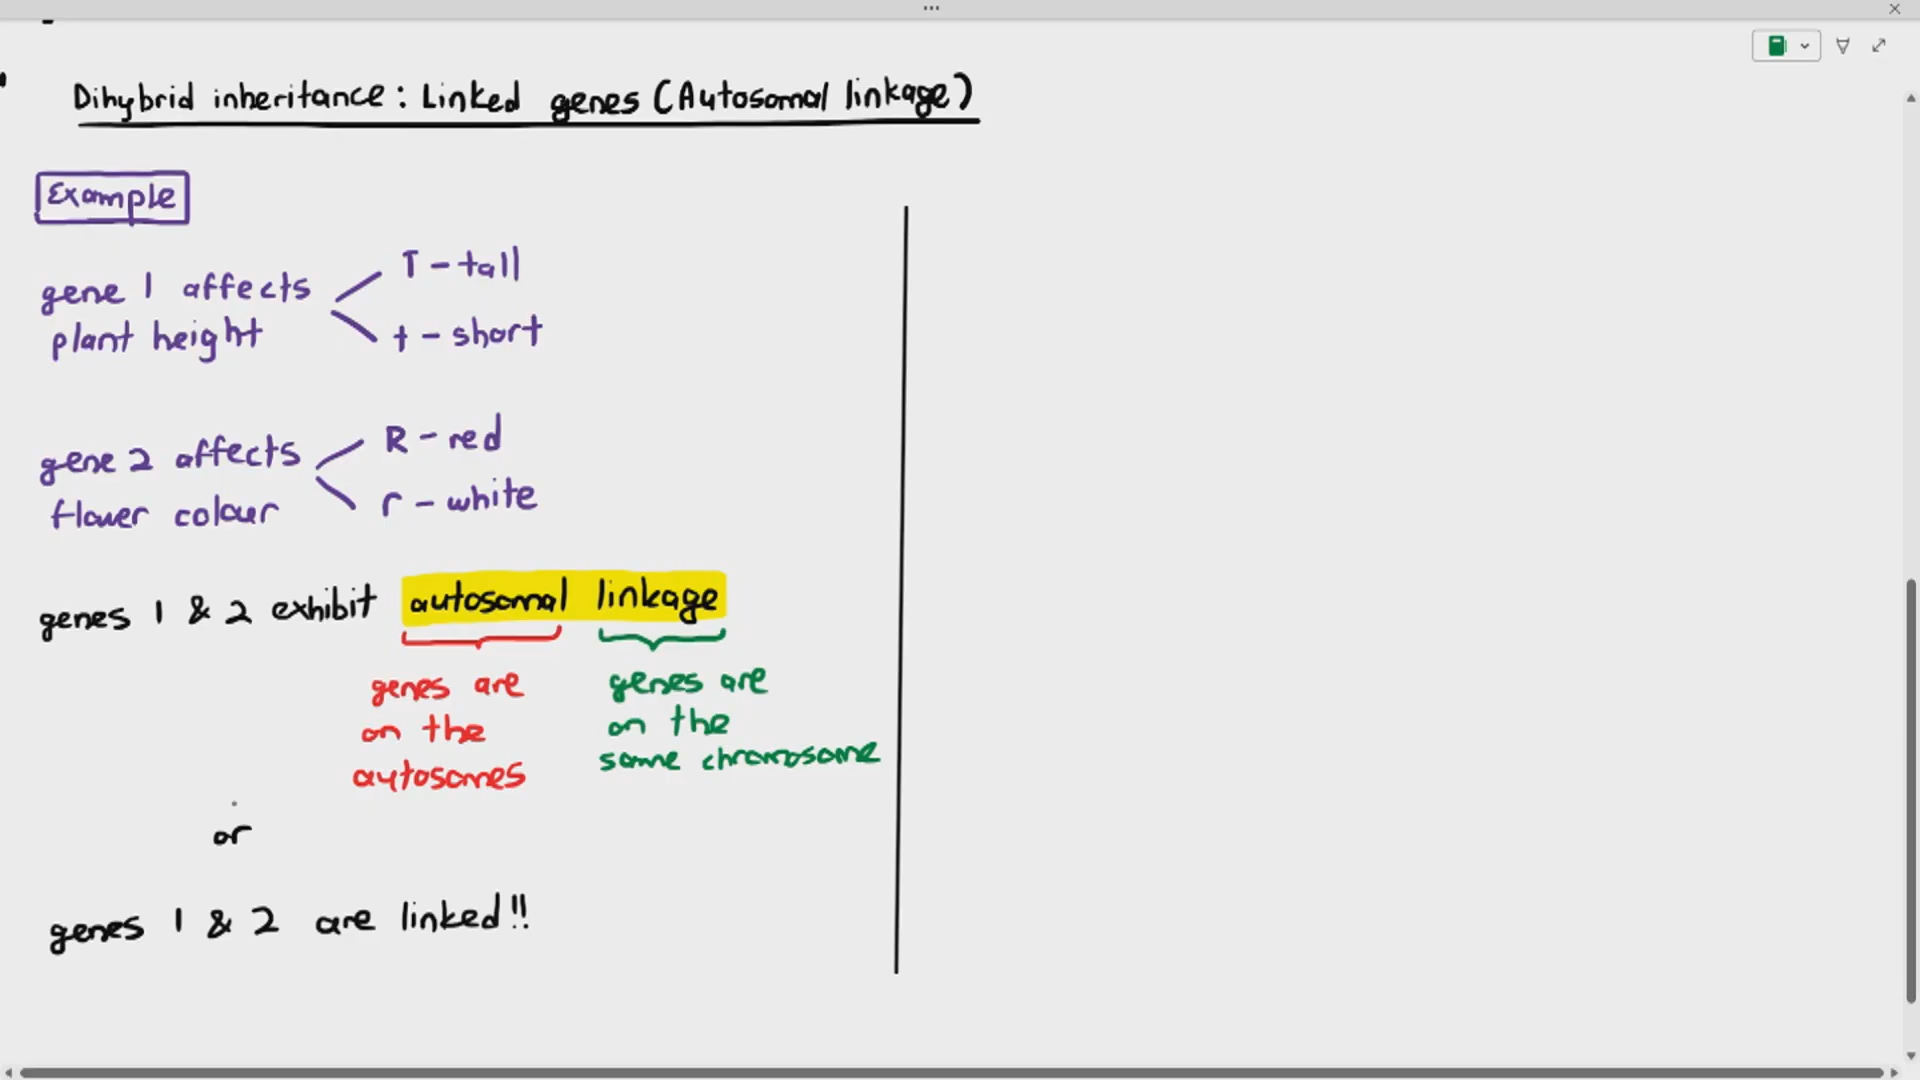 Dihybrid inheritance: Linked genes (Autosomal linkage)
Example
gene 1 affects
plant height
T - tall
t - short
gene 2 affects
flower colour
R - red
r - white
genes 1 & 2 exhibit autosomal linkage
genes are
on the
autosomes
genes are
on the
same chromosome
or
genes 1 & 2 are linked!!